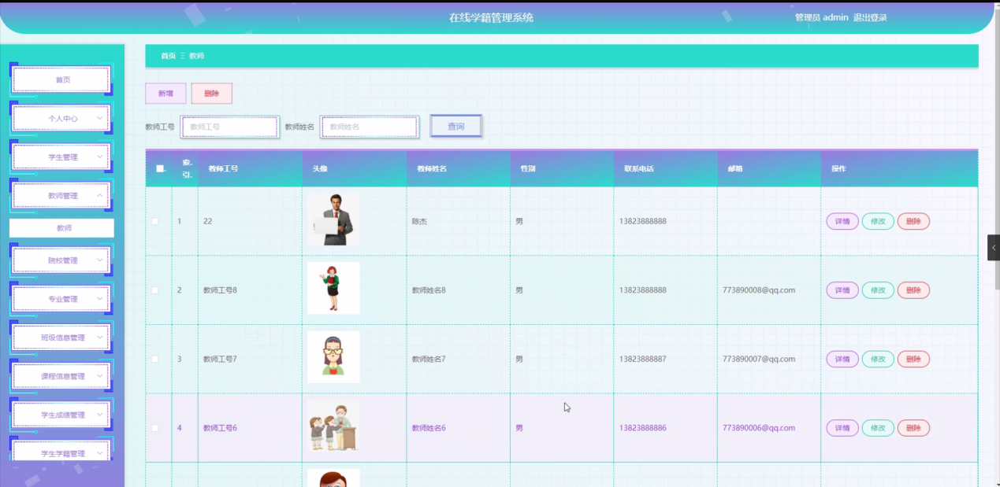 在线学籍管理系统
管理员 admin 退出登录
首页
个人中心
学生管理
教师管理
教师
院校管理
专业管理
班级信息管理
课程信息管理
学生成绩管理
学生学籍管理
首页 教师
新增 删除
教师工号 教师工号 教师姓名 教师姓名 查询
索引 教师工号 头像 教师姓名 性别 联系电话 邮箱 操作
1 22 陈杰 男 13823888888 详情 修改 删除
2 教师工号8 教师姓名8 男 13823888888 773890008@qq.com 详情 修改 删除
3 教师工号7 教师姓名7 男 13823888887 773890007@qq.com 详情 修改 删除
4 教师工号6 教师姓名6 男 13823888886 773890006@qq.com 详情 修改 删除